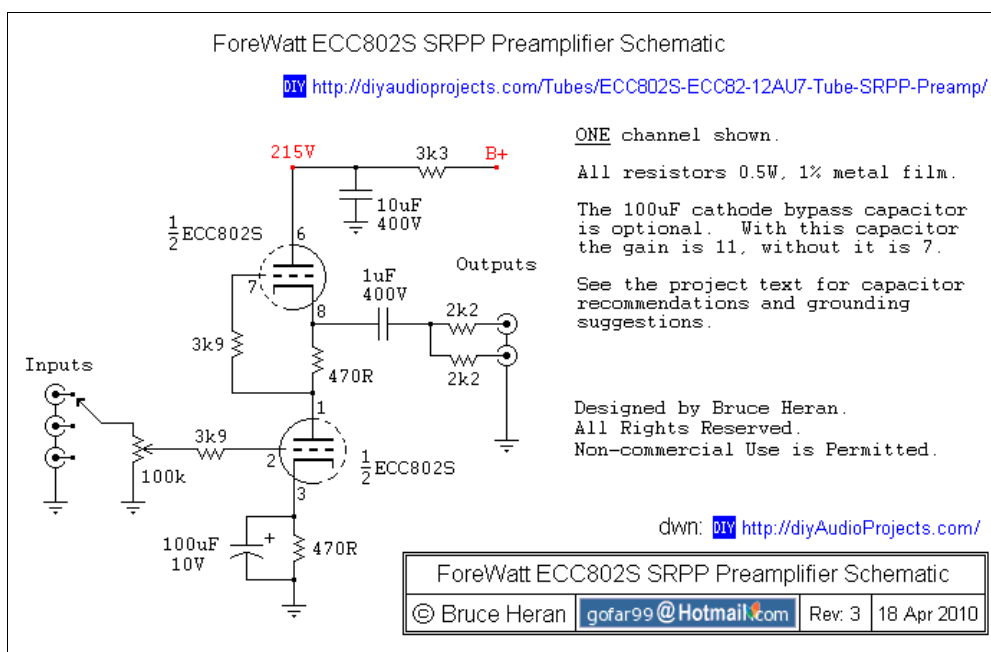 ForeWatt ECC802S SRPP Preamplifier Schematic
DIY http://diyaudioprojects.com/Tubes/ECC802S-ECC82-12AU7-Tube-SRPP-Preamp/
ONE channel shown.
All resistors 0.5W, 1% metal film.
The 100uF cathode bypass capacitor
is optional. With this capacitor
the gain is 11, without it is 7.
See the project text for capacitor
recommendations and grounding
suggestions.
215V
3k3
B+
10uF
400V
1/2 ECC802S
6
7
8
1uF
400V
Outputs
2k2
2k2
3k9
470R
Inputs
1
3k9
2
100k
1/2 ECC802S
3
100uF
10V
+
470R
Designed by Bruce Heran.
All Rights Reserved.
Non-commercial Use is Permitted.
dwn: DIY http://diyAudioProjects.com/
ForeWatt ECC802S SRPP Preamplifier Schematic
© Bruce Heran
gofar99@Hotmail.com
Rev: 3
18 Apr 2010